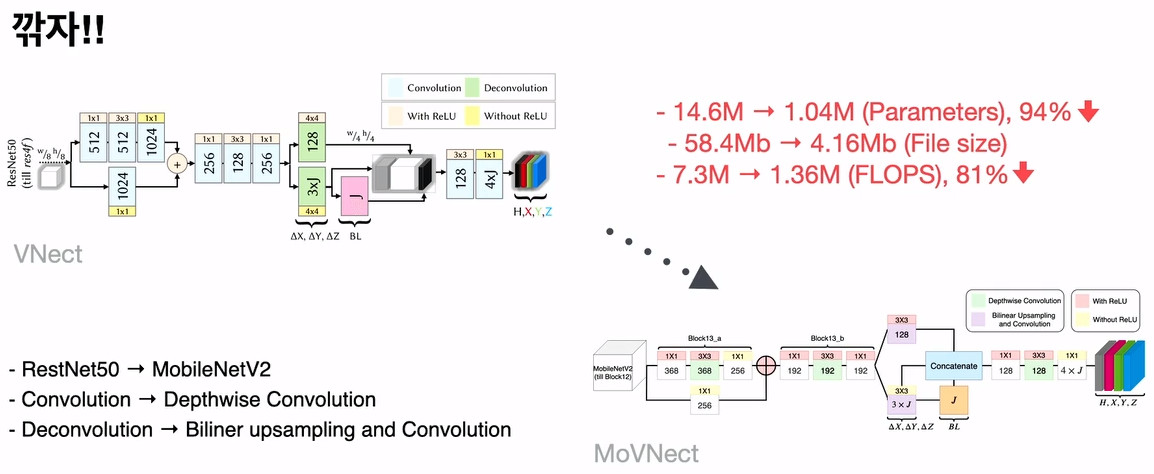 깎자!!
Convolution
Deconvolution
With ReLU
Without ReLU
ResNet50
(till res4f)
w/8 h/8
1x1
3x3
1x1
512
512
1024
1024
1x1
+
1x1
3x3
1x1
256
128
256
4x4
128
3xJ
4x4
J
w/4 h/4
3x3
1x1
128
4xJ
H,X,Y,Z
ΔX, ΔY, ΔZ
BL
VNect
- 14.6M → 1.04M (Parameters), 94%
- 58.4Mb → 4.16Mb (File size)
- 7.3M → 1.36M (FLOPS), 81%
- RestNet50 → MobileNetV2
- Convolution → Depthwise Convolution
- Deconvolution → Biliner upsampling and Convolution
Depthwise Convolution
Bilinear Upsampling
and Convolution
With ReLU
Without ReLU
MobileNetV2
(till Block12)
Block13_a
1X1
3X3
1X1
368
368
256
1X1
256
Block13_b
1X1
3X3
1X1
192
192
192
3X3
128
3X3
3 × J
ΔX, ΔY, ΔZ
Concatenate
J
BL
1X1
3X3
1X1
128
128
4 × J
H, X, Y, Z
MoVNect